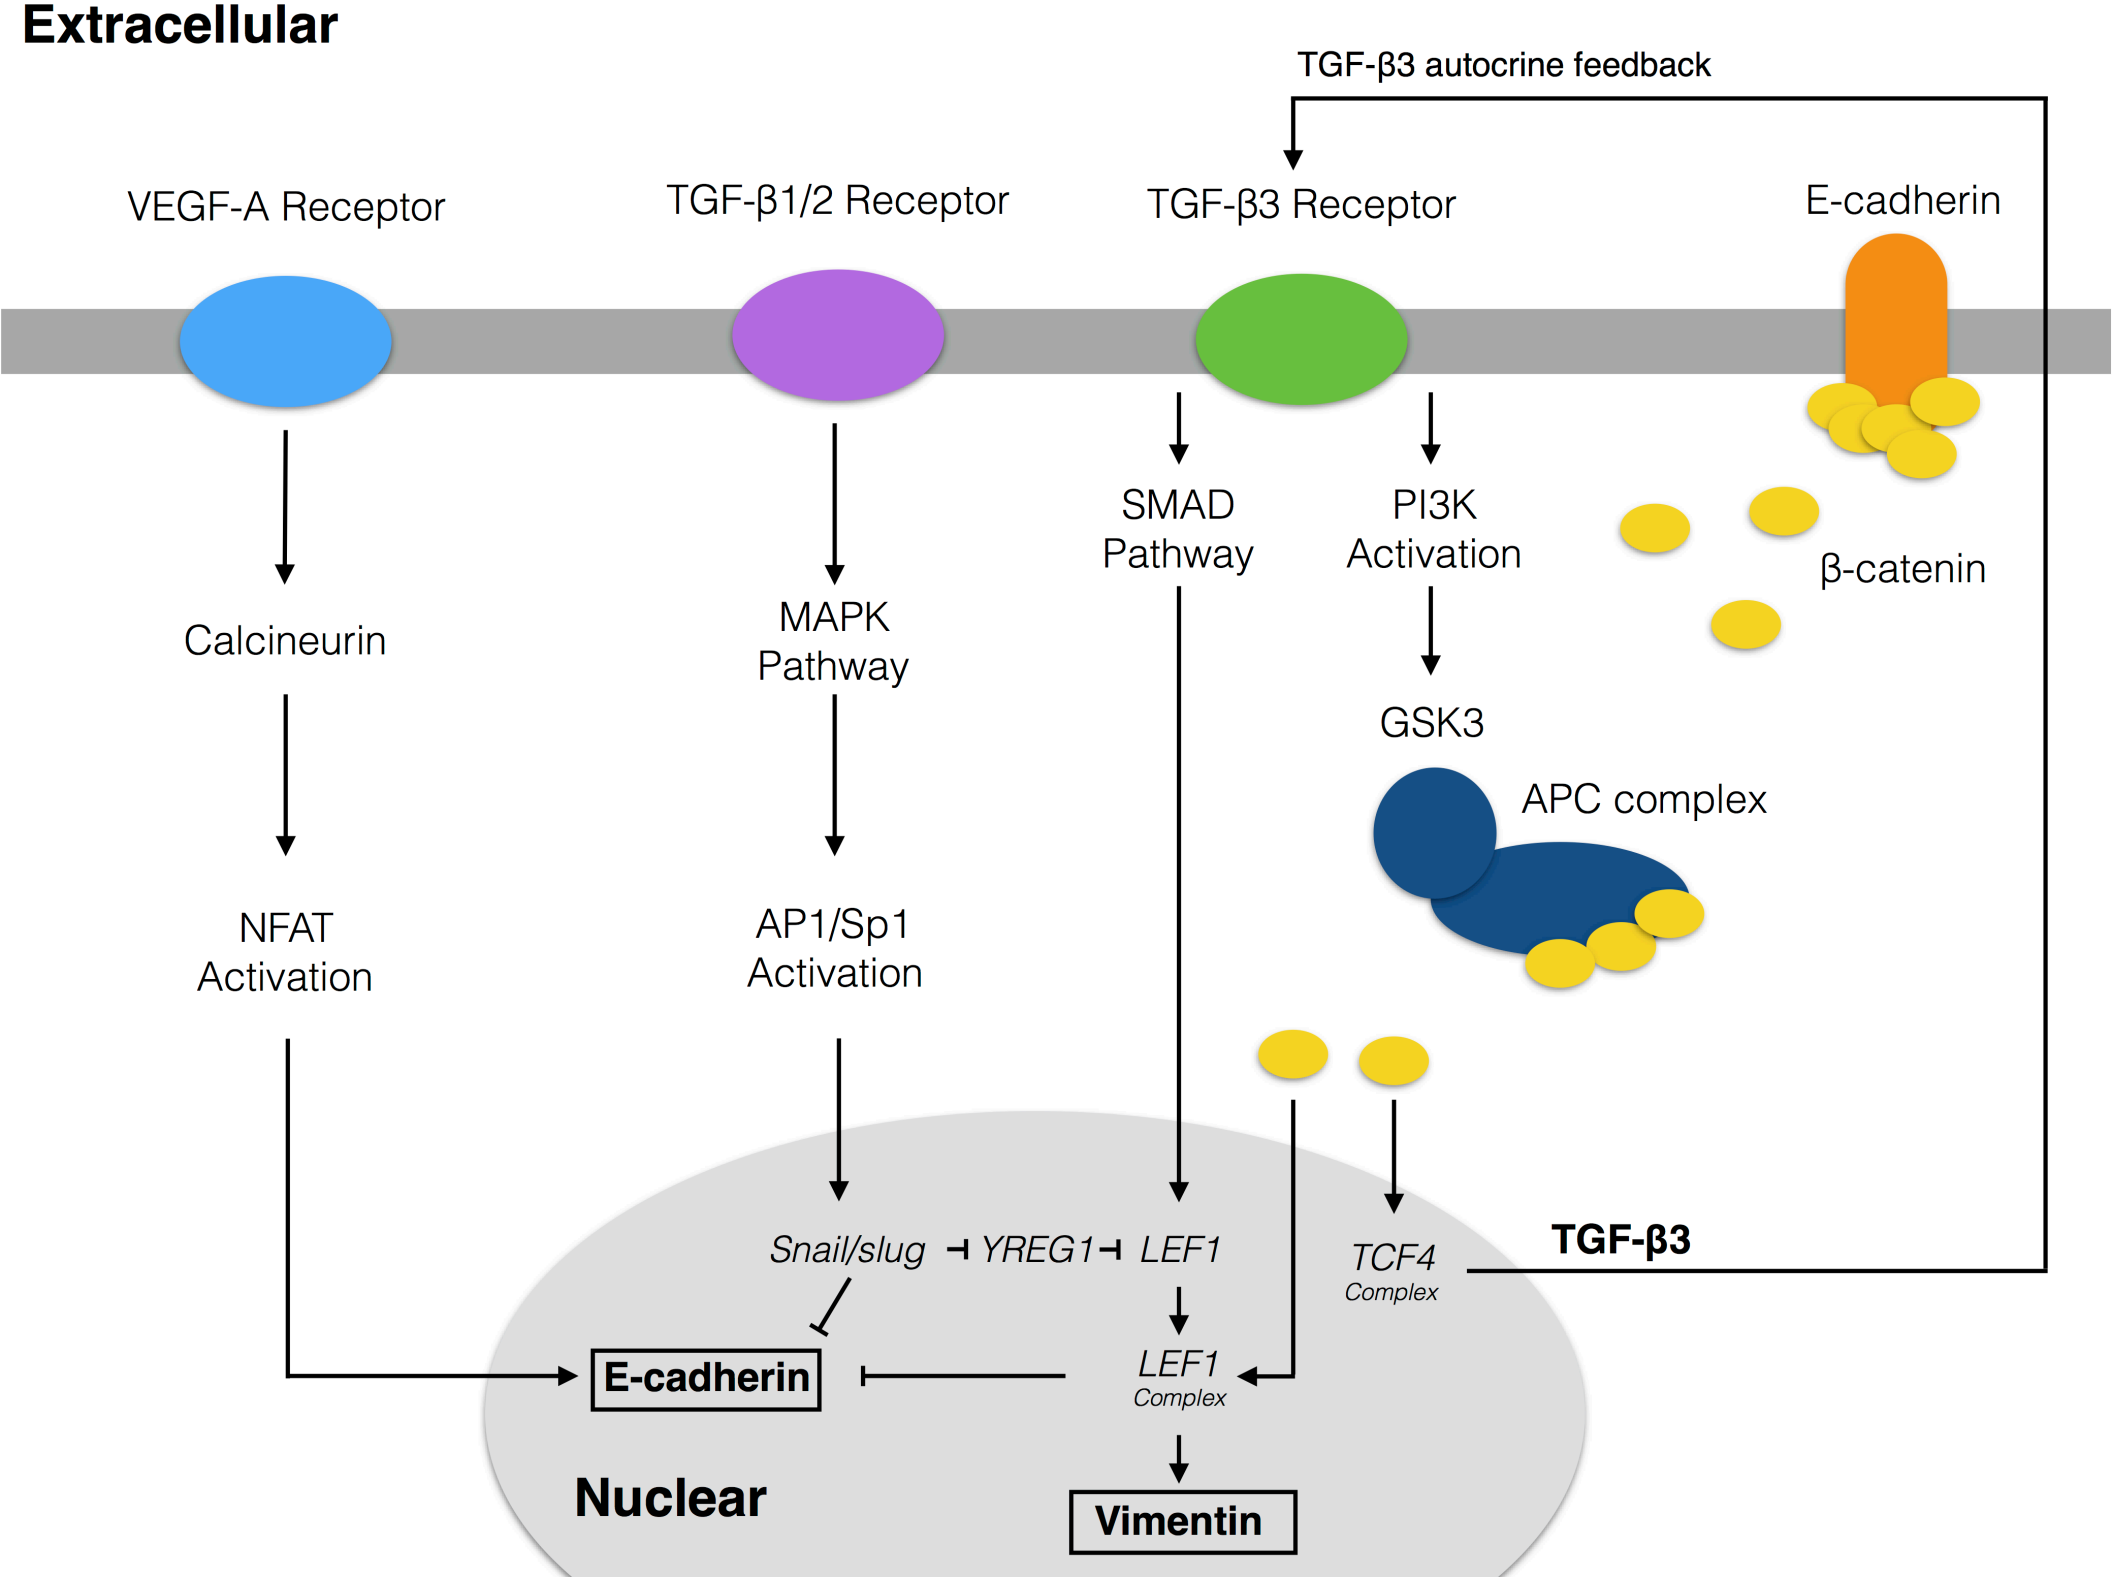 Extracellular
TGF-β3 autocrine feedback
VEGF-A Receptor
TGF-β1/2 Receptor
TGF-β3 Receptor
E-cadherin
SMAD
Pathway
PI3K
Activation
β-catenin
Calcineurin
MAPK
Pathway
GSK3
APC complex
NFAT
Activation
AP1/Sp1
Activation
Snail/slug YREG1 LEF1
TCF4
Complex
TGF-β3
E-cadherin
LEF1
Complex
Nuclear
Vimentin